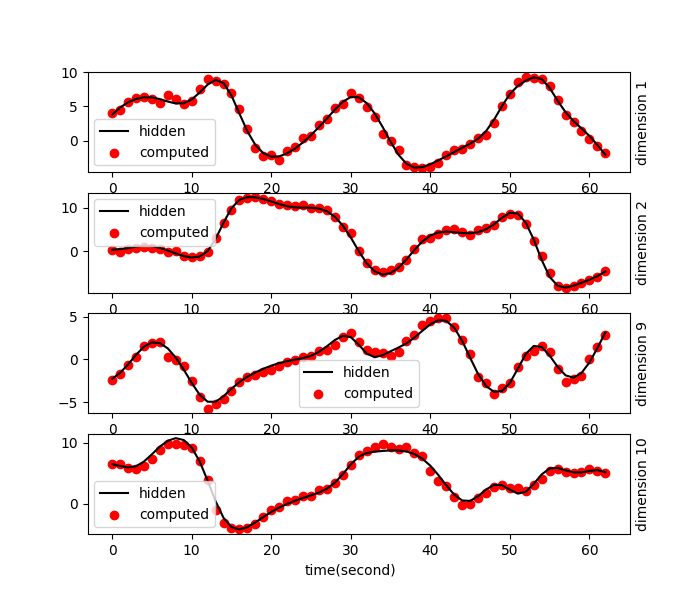 10
5
0
hidden
computed
dimension 1
0 10 20 30 40 50 60
10
0
hidden
computed
dimension 2
0 10 20 30 40 50 60
5
0
−5
hidden
computed
dimension 9
0 10 20 30 40 50 60
10
0
hidden
computed
dimension 10
0 10 20 30 40 50 60
time(second)